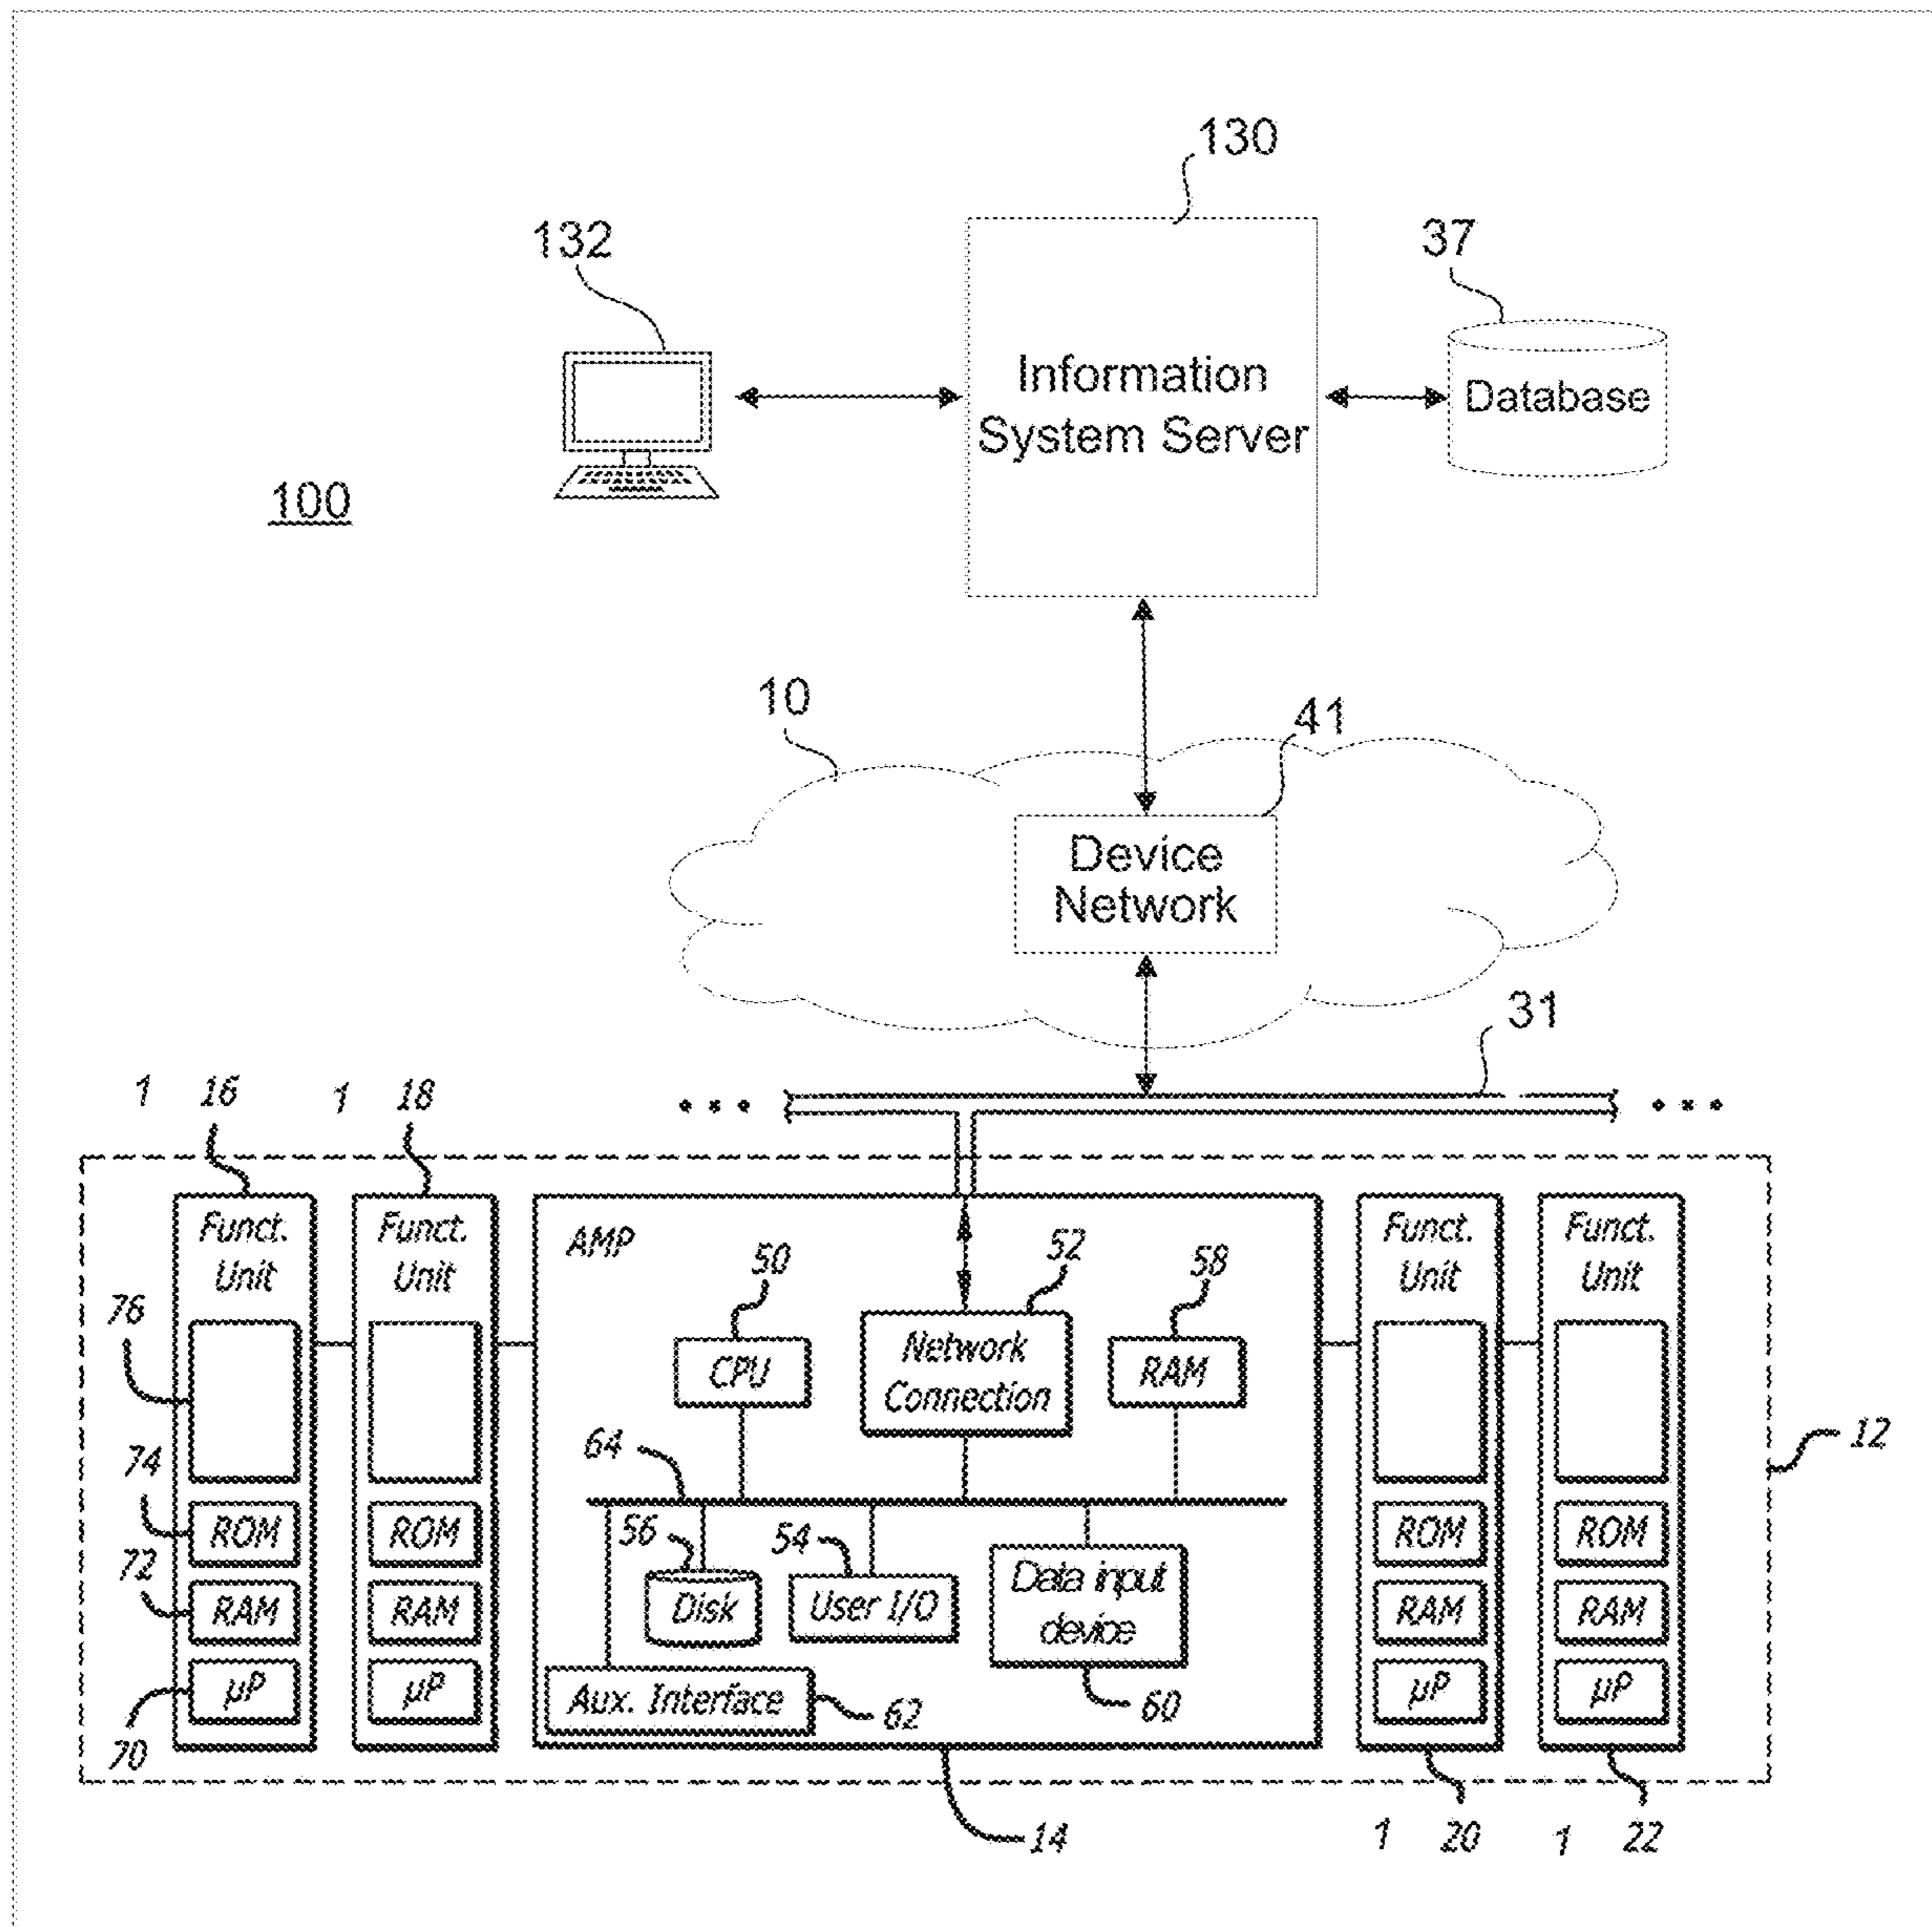 130
132
37
Information
System Server
Database
100
10
41
Device
Network
31
1 16 1 18
Funct.
Unit
Funct.
Unit
AMP
50
52
58
Funct.
Unit
Funct.
Unit
76
CPU
Network
Connection
RAM
12
74
64
ROM
ROM
56
54
ROM
ROM
72
Disk
User I/O
Data input
device
RAM
RAM
RAM
RAM
µP
µP
Aux. Interface
62
60
µP
µP
70
14
1 20 1 22